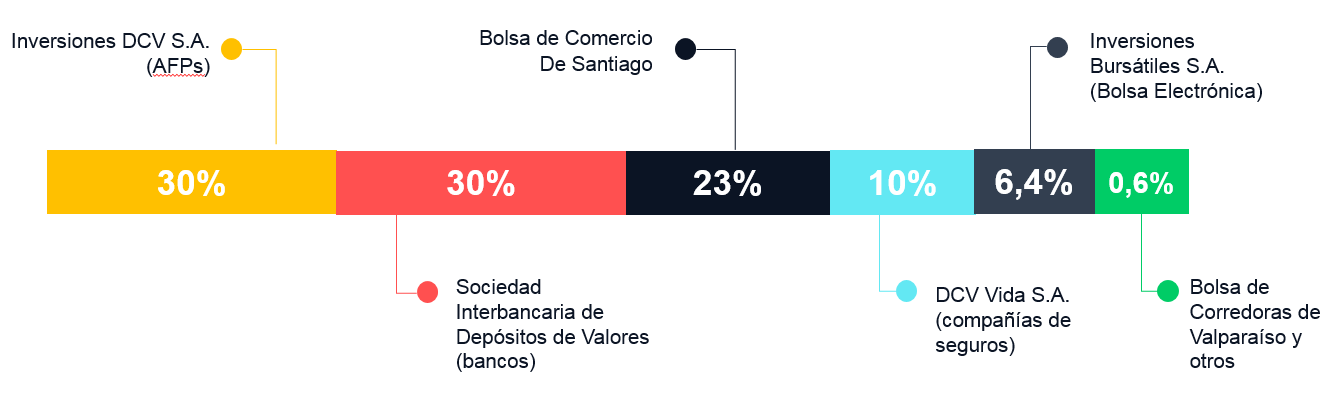 Inversiones DCV S.A.
(AFPs)
Bolsa de Comercio
De Santiago
Inversiones
Bursátiles S.A.
(Bolsa Electrónica)
30%
30%
23%
10%
6,4%
0,6%
Sociedad
Interbancaria de
Depósitos de Valores
(bancos)
DCV Vida S.A.
(compañías de
seguros)
Bolsa de
Corredoras de
Valparaíso y
otros